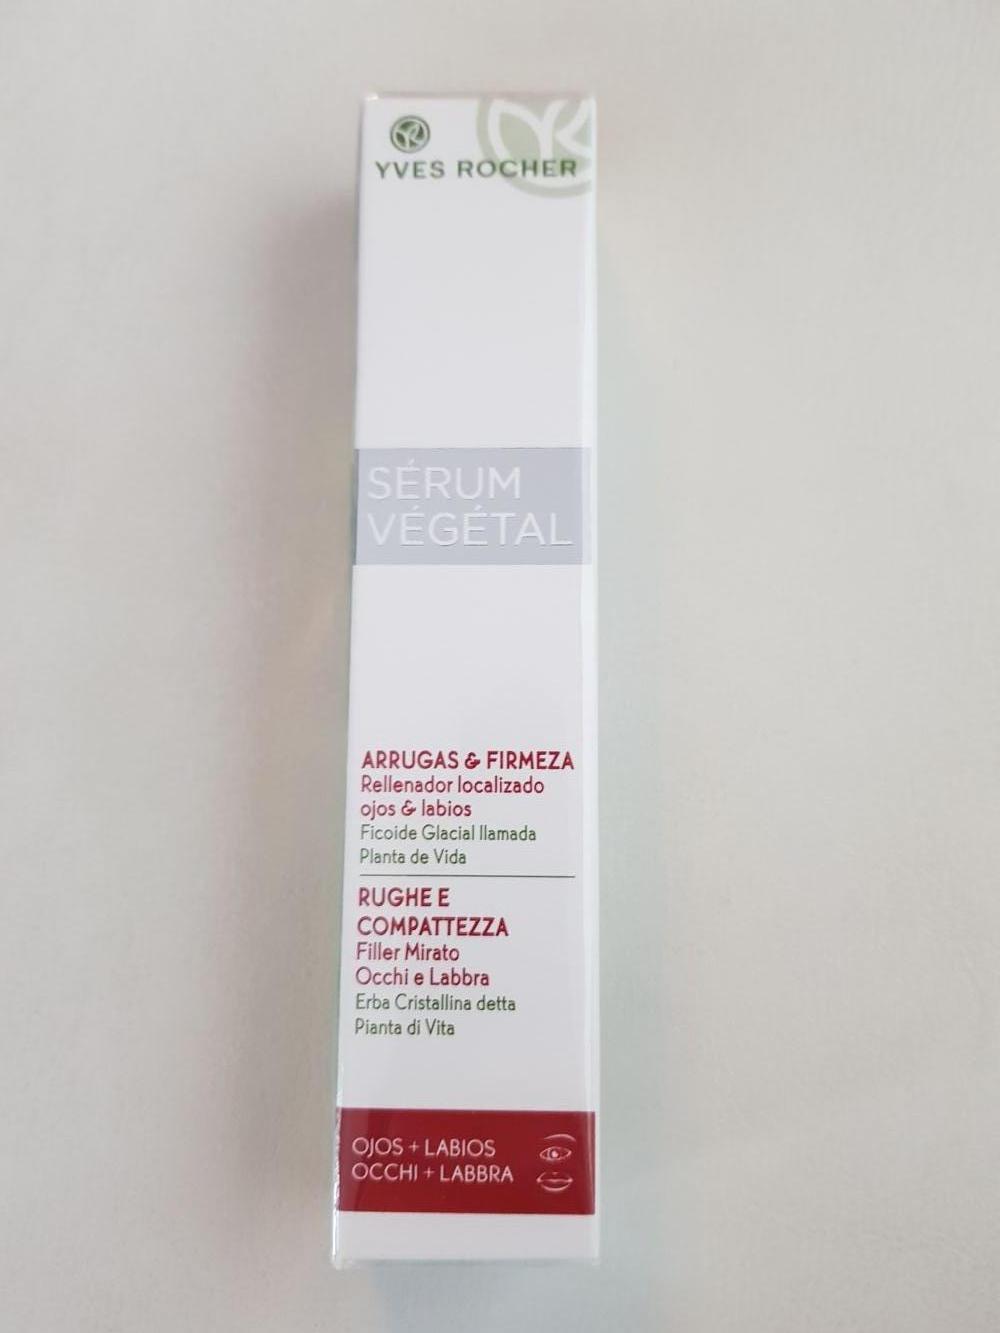 YVES ROCHER
SÉRUM
VÉGÉTAL
ARRUGAS & FIRMEZA
Rellenador localizado
ojos & labios
Ficoide Glacial llamada
Planta de Vida
RUGHE E
COMPATTEZZA
Filler Mirato
Occhi e Labbra
Erba Cristallina detta
Pianta di Vita
OJOS + LABIOS
OCCHI + LABBRA